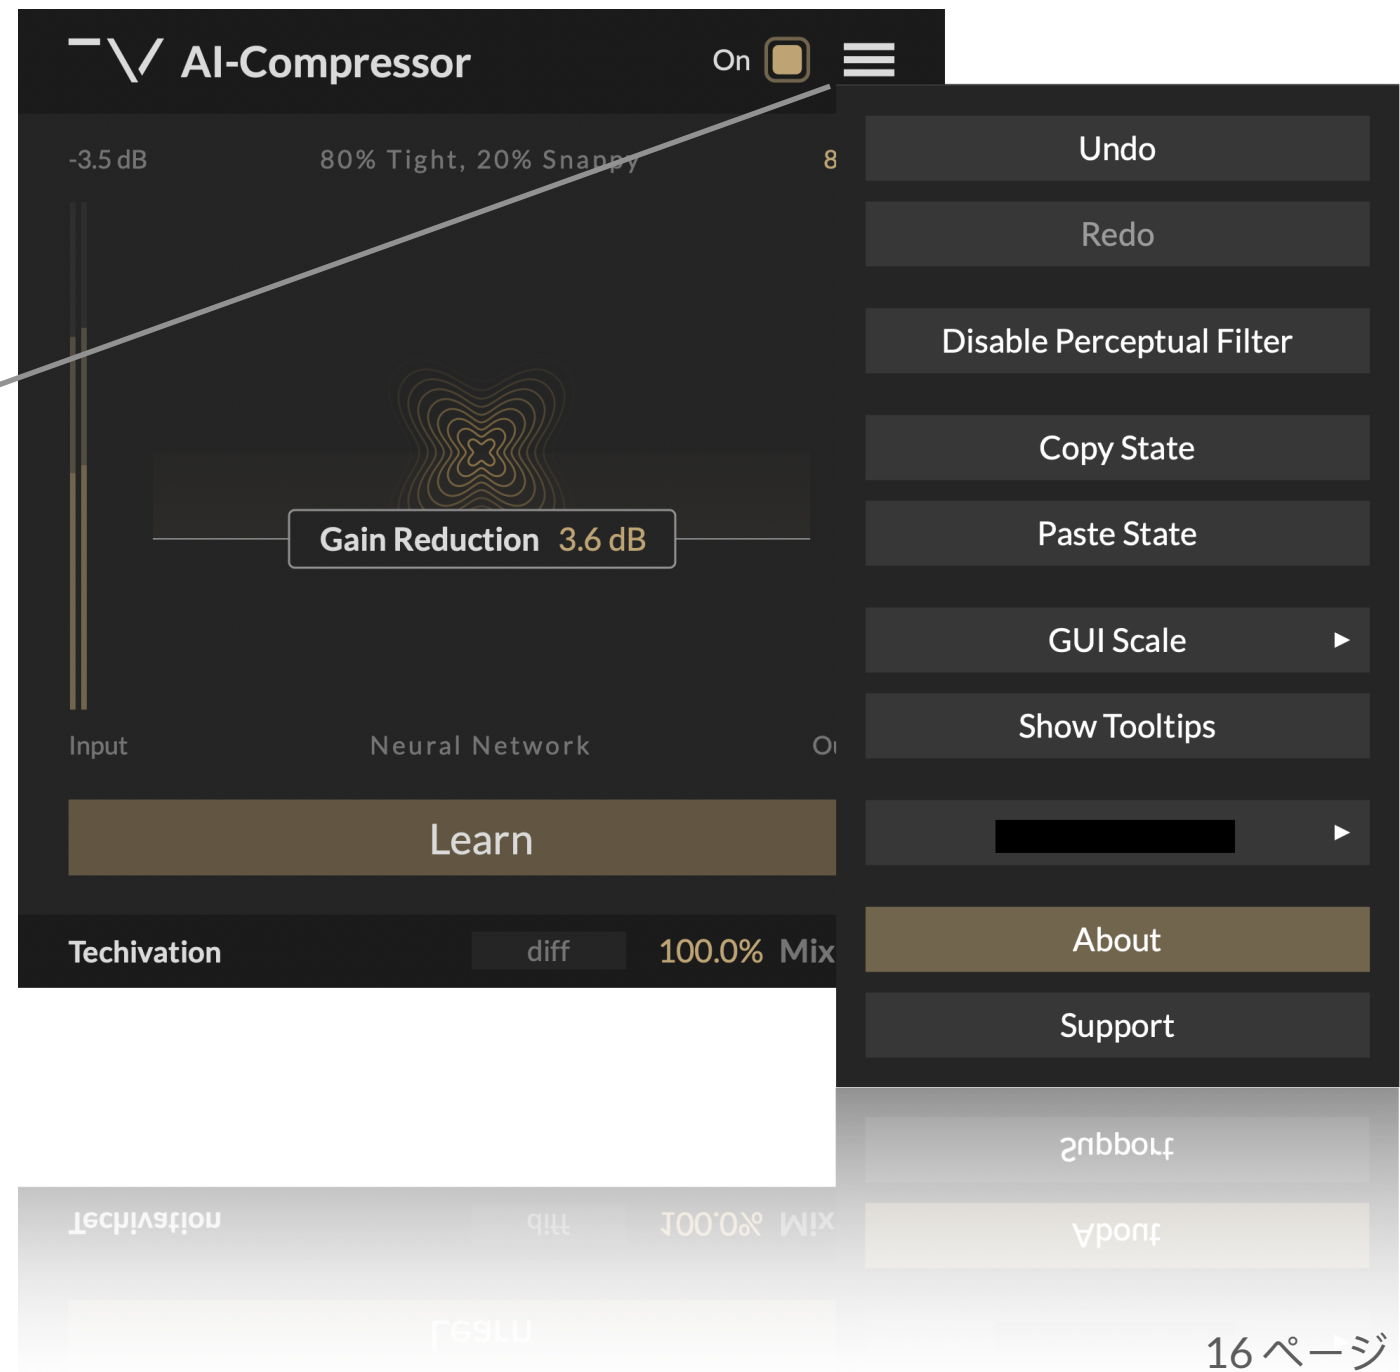 AI-Compressor
On
-3.5 dB
80% Tight, 20% Snappy
8
Gain Reduction 3.6 dB
Input
Neural Network
Learn
Techivation
diff
100.0% Mix
Undo
Redo
Disable Perceptual Filter
Copy State
Paste State
GUI Scale
Show Tooltips
About
Support
16 ページ